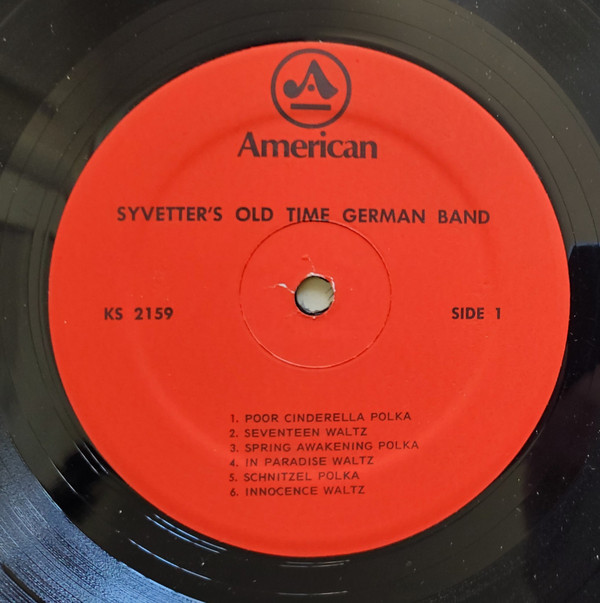 A
American
SYVETTER'S OLD TIME GERMAN BAND
KS 2159
SIDE 1
1. POOR CINDERELLA POLKA
2. SEVENTEEN WALTZ
3. SPRING AWAKENING POLKA
4. IN PARADISE WALTZ
5. SCHNITZEL POLKA
6. INNOCENCE WALTZ